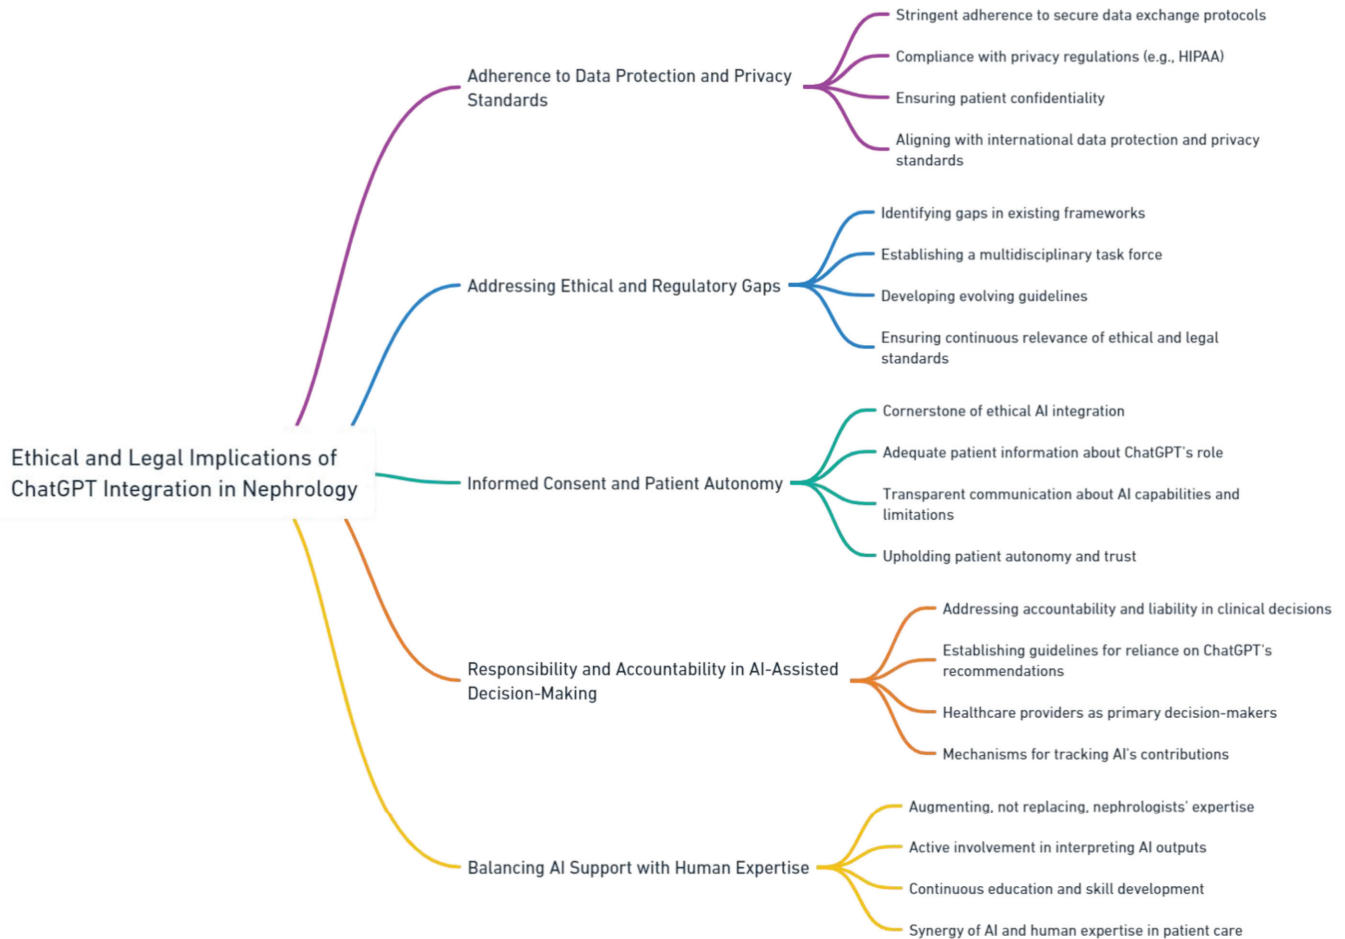 Ethical and Legal Implications of
ChatGPT Integration in Nephrology
Adherence to Data Protection and Privacy
Standards
Stringent adherence to secure data exchange protocols
Compliance with privacy regulations (e.g., HIPAA)
Ensuring patient confidentiality
Aligning with international data protection and privacy
standards
Addressing Ethical and Regulatory Gaps
Identifying gaps in existing frameworks
Establishing a multidisciplinary task force
Developing evolving guidelines
Ensuring continuous relevance of ethical and legal
standards
Informed Consent and Patient Autonomy
Cornerstone of ethical AI integration
Adequate patient information about ChatGPT's role
Transparent communication about AI capabilities and
limitations
Upholding patient autonomy and trust
Responsibility and Accountability in AI-Assisted
Decision-Making
Addressing accountability and liability in clinical decisions
Establishing guidelines for reliance on ChatGPT's
recommendations
Healthcare providers as primary decision-makers
Mechanisms for tracking AI's contributions
Balancing AI Support with Human Expertise
Augmenting, not replacing, nephrologists' expertise
Active involvement in interpreting AI outputs
Continuous education and skill development
Synergy of AI and human expertise in patient care